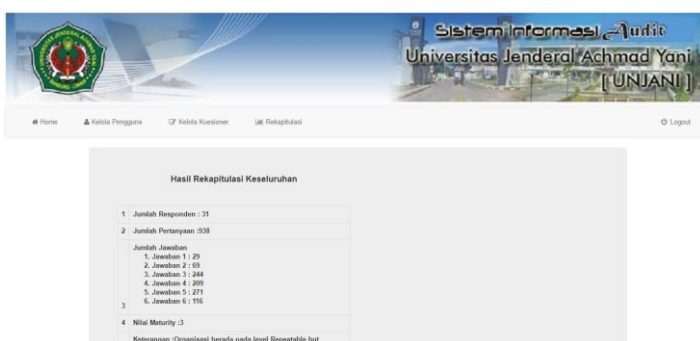 Sistem Informasi Audit
Universitas Jenderal Achmad Yani
[ UNJANI ]
Home
Kelola Pengguna
Kelola Kuesioner
Rekapitulasi
Logout
Hasil Rekapitulasi Keseluruhan
1 Jumlah Responden : 31
2 Jumlah Pertanyaan :938
Jumlah Jawaban
1. Jawaban 1 : 29
2. Jawaban 2 : 69
3. Jawaban 3 : 244
4. Jawaban 4 : 209
5. Jawaban 5 : 271
6. Jawaban 6 : 116
3
4 Nilai Maturity :3
Keterangan :Organisasi berada pada level Repeatable but